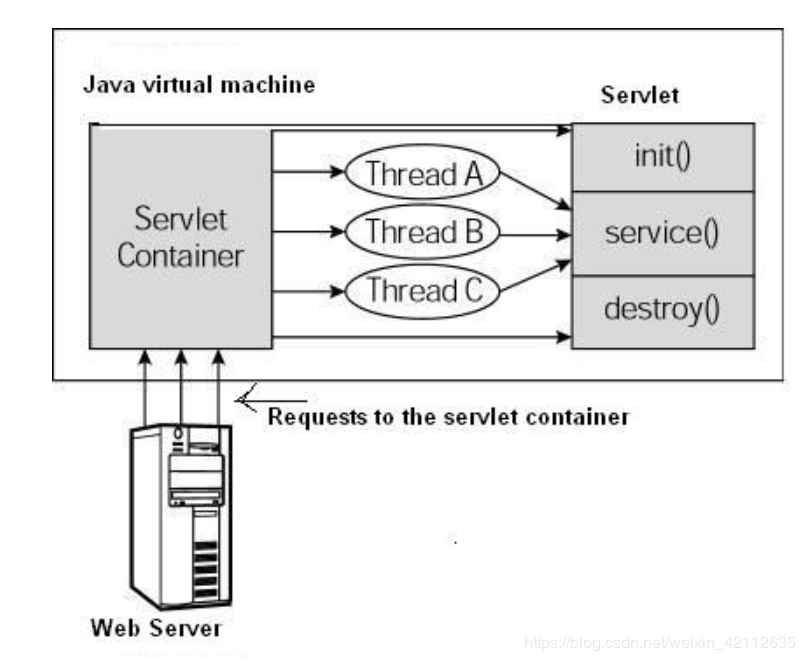 Java virtual machine
Servlet
Servlet
Container
Thread A
Thread B
Thread C
init()
service()
destroy()
Requests to the servlet container
Web Server
https://blog.csdn.net/weixin_42112635